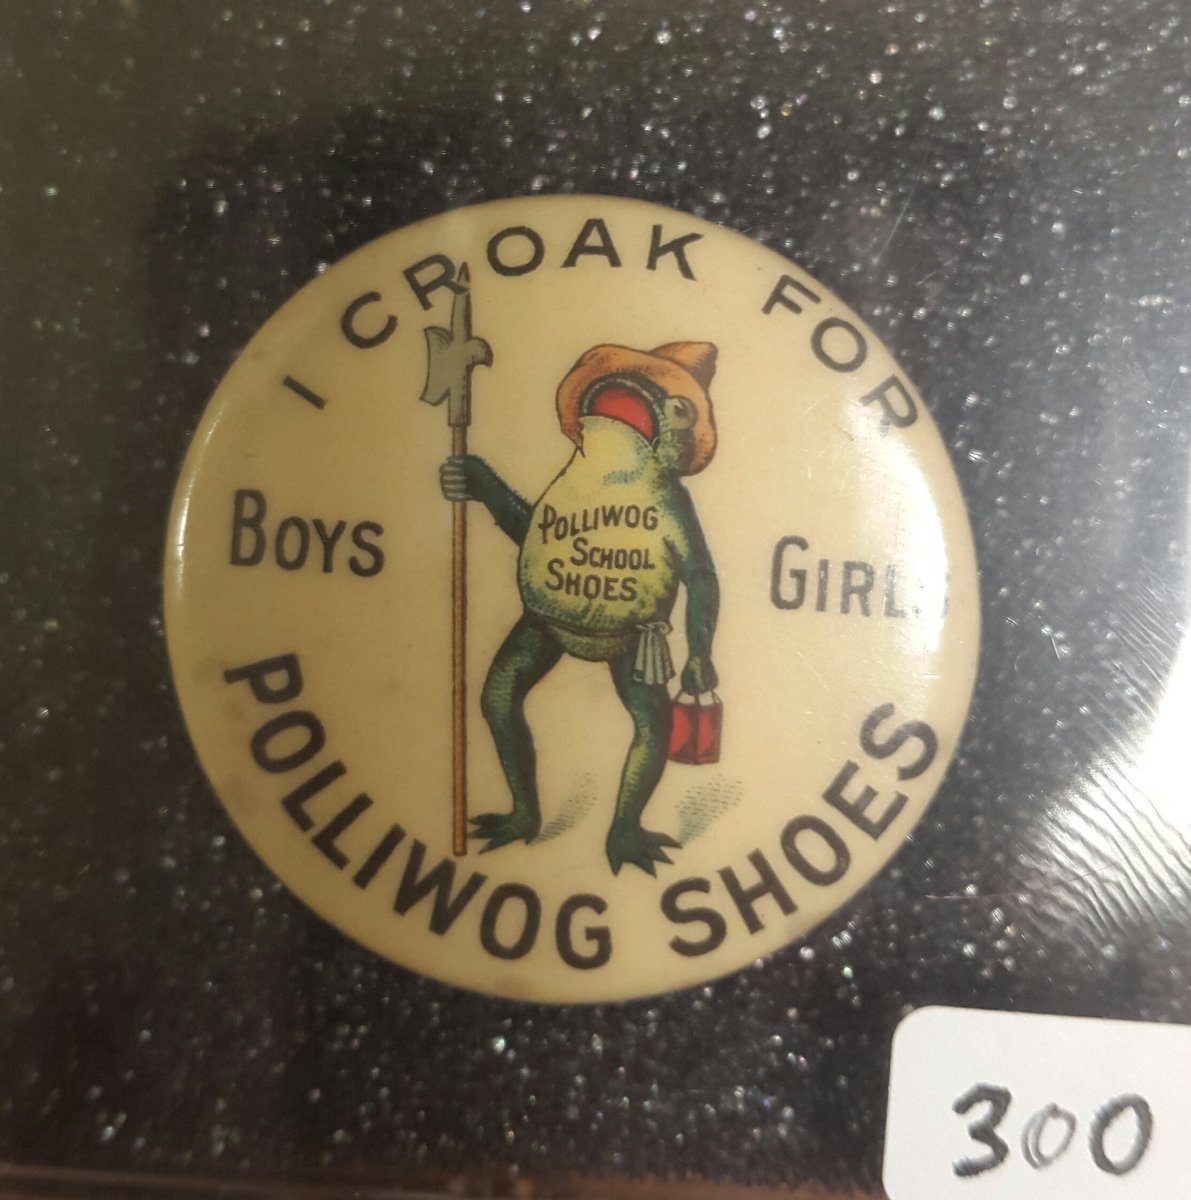 I CROAK FOR
BOYS
GIRLS
POLLIWOG
SCHOOL
SHOES
POLLIWOG SHOES
300